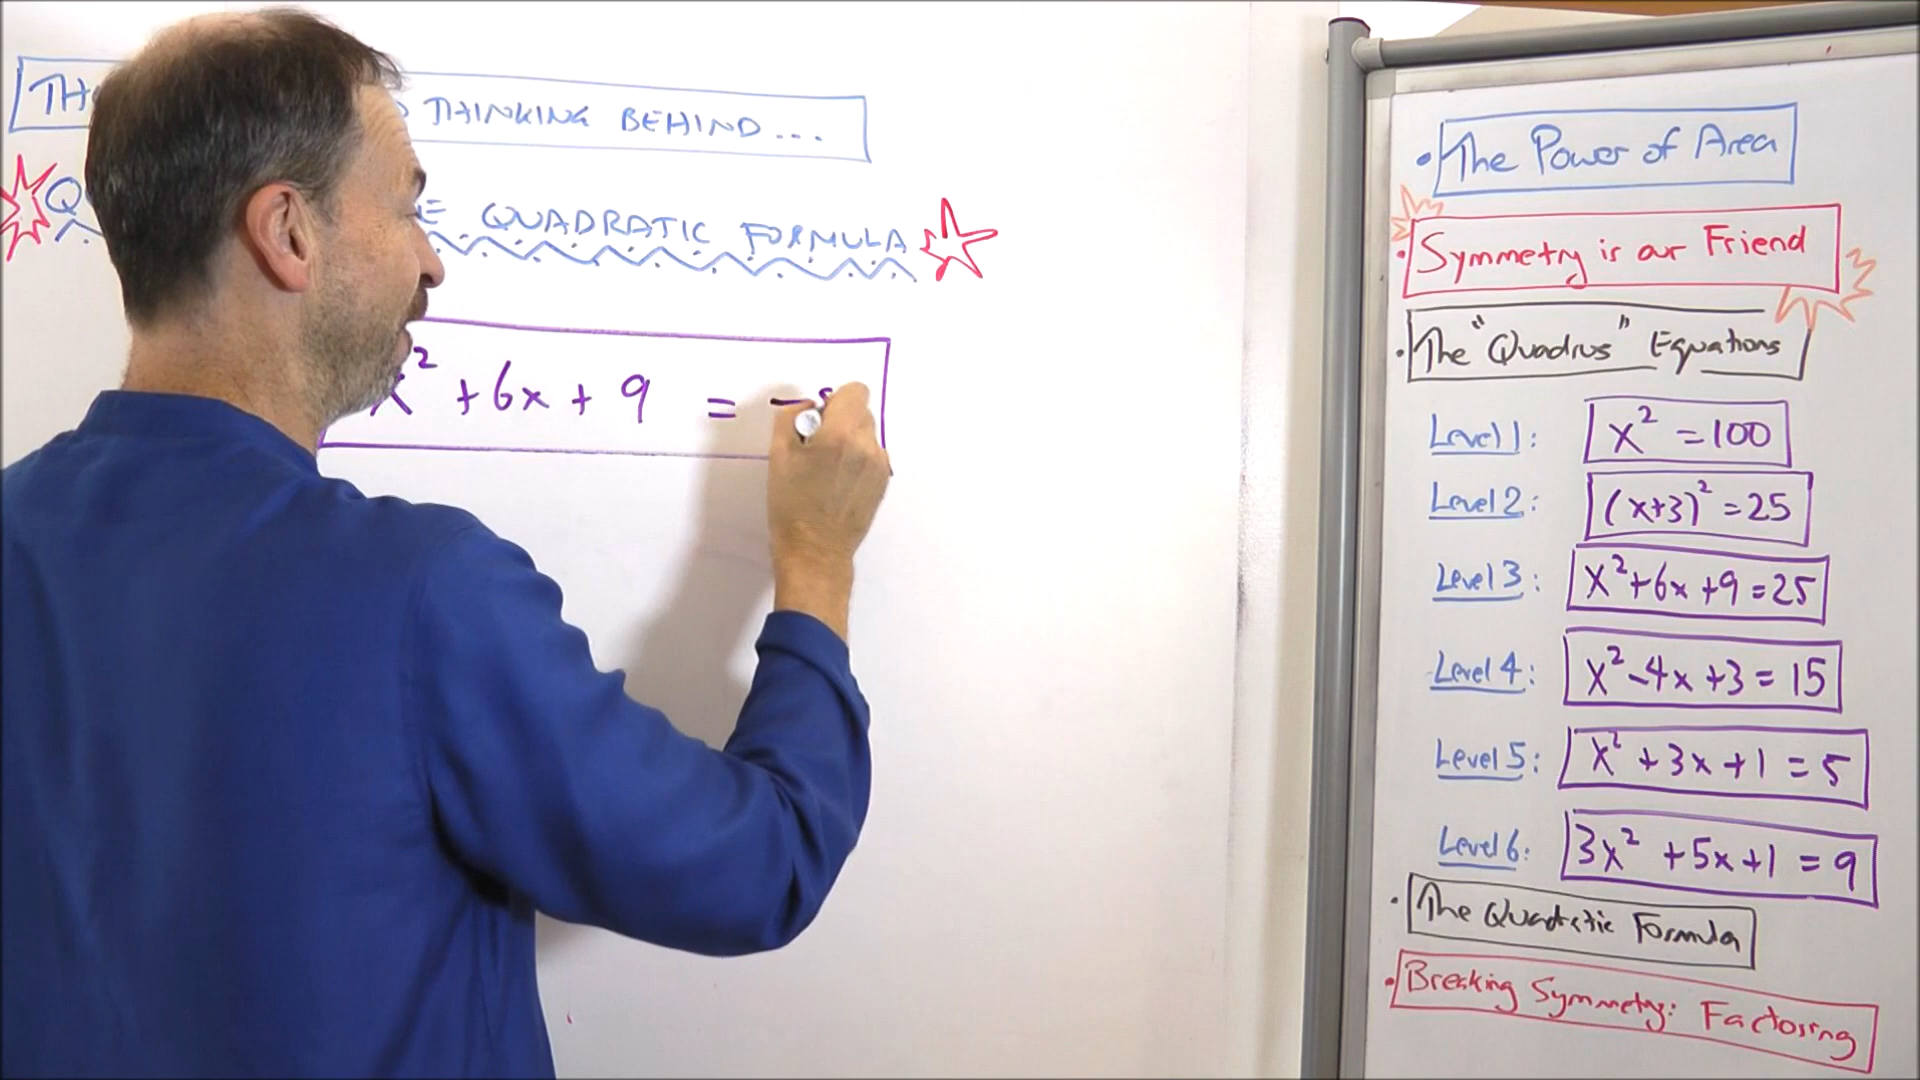 THINKING BEHIND...
QUADRATIC FORMULA
x² + 6x + 9 = -
• The Power of Area
• Symmetry is our Friend
• The "Quadrus" Equations
Level 1: x² = 100
Level 2: (x+3)² = 25
Level 3: x² + 6x + 9 = 25
Level 4: x² - 4x + 3 = 15
Level 5: x² + 3x + 1 = 5
Level 6: 3x² + 5x + 1 = 9
• The Quadratic Formula
• Breaking Symmetry: Factoring